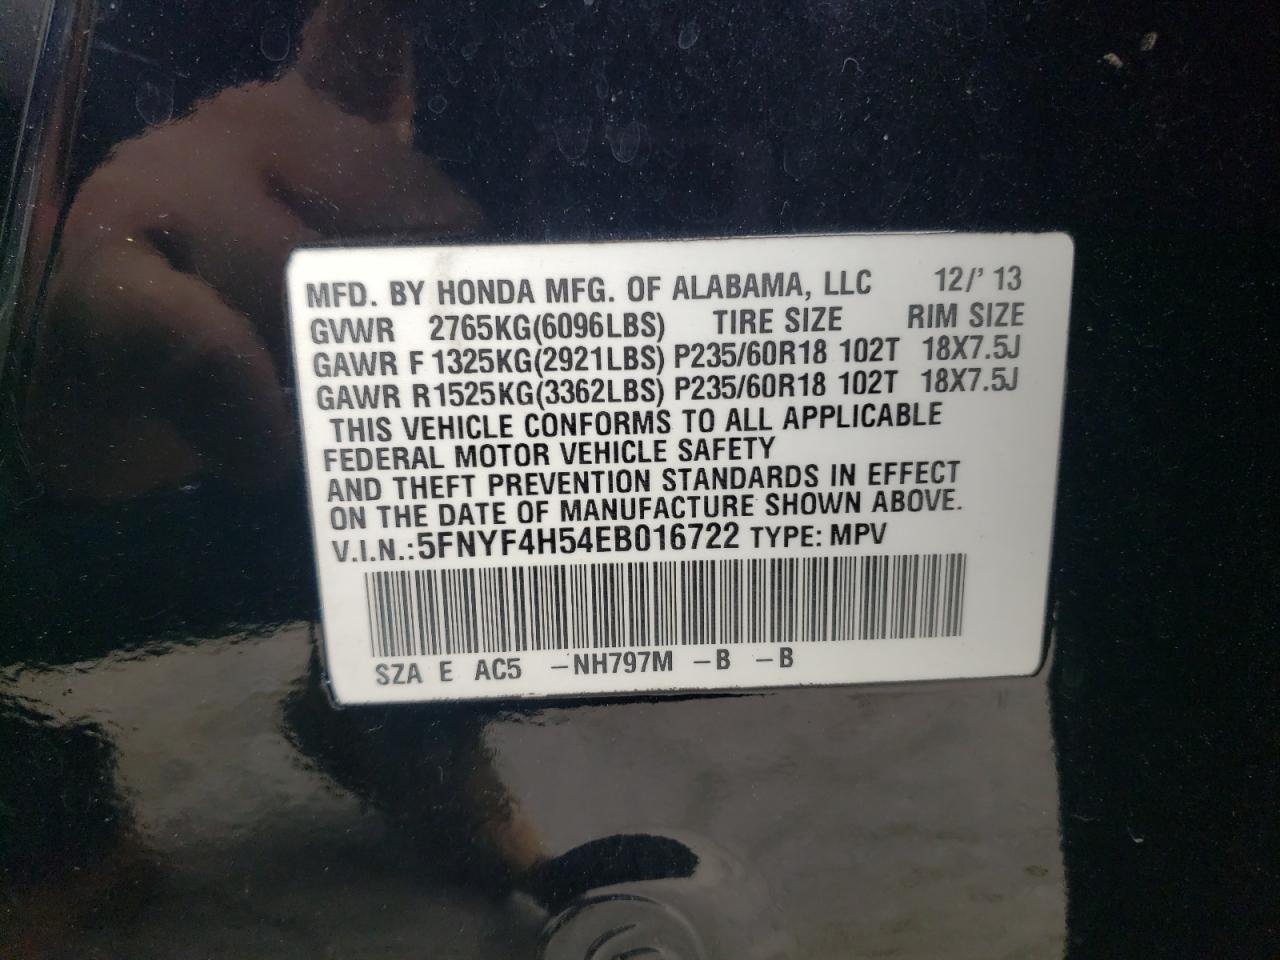 MFD. BY HONDA MFG. OF ALABAMA, LLC 12/' 13
GVWR 2765KG(6096LBS) TIRE SIZE RIM SIZE
GAWR F 1325KG(2921LBS) P235/60R18 102T 18X7.5J
GAWR R 1525KG(3362LBS) P235/60R18 102T 18X7.5J
THIS VEHICLE CONFORMS TO ALL APPLICABLE
FEDERAL MOTOR VEHICLE SAFETY
AND THEFT PREVENTION STANDARDS IN EFFECT
ON THE DATE OF MANUFACTURE SHOWN ABOVE.
V.I.N.:5FNYF4H54EB016722 TYPE: MPV
SZA E AC5 -NH797M -B -B